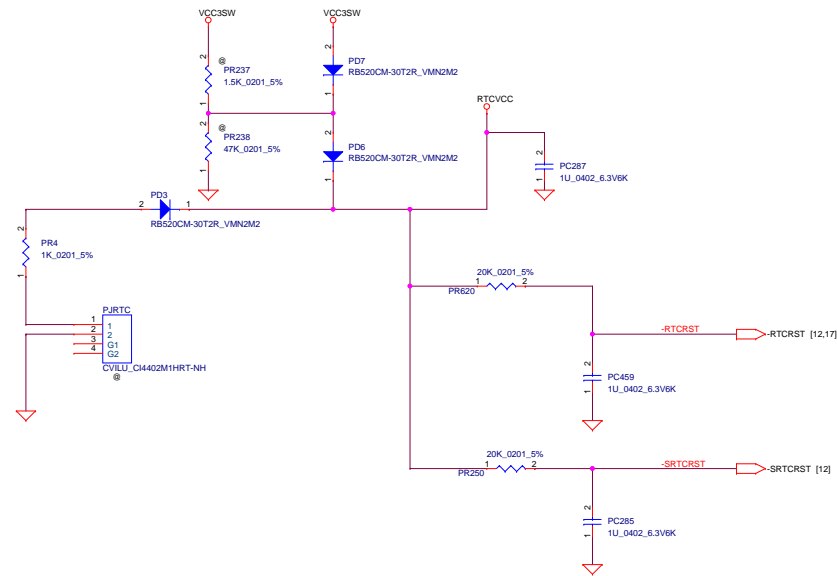 VCC3SW
VCC3SW
2
@
PR237
1.5K_0201_5%
1
2
PD7
RB520CM-30T2R_VMN2M2
1
RTCVCC
2
@
PR238
47K_0201_5%
1
2
PD6
RB520CM-30T2R_VMN2M2
1
2
PC287
1U_0402_6.3V6K
1
PD3
2
1
RB520CM-30T2R_VMN2M2
2
PR4
1K_0201_5%
1
20K_0201_5%
1
2
PR620
PJRTC
1
1
2
2
3
G1
4
G2
CVILU_CI4402M1HRT-NH
@
-RTCRST
-RTCRST [12,17]
2
PC459
1U_0402_6.3V6K
1
20K_0201_5%
1
2
PR250
-SRTCRST
-SRTCRST [12]
2
PC285
1U_0402_6.3V6K
1